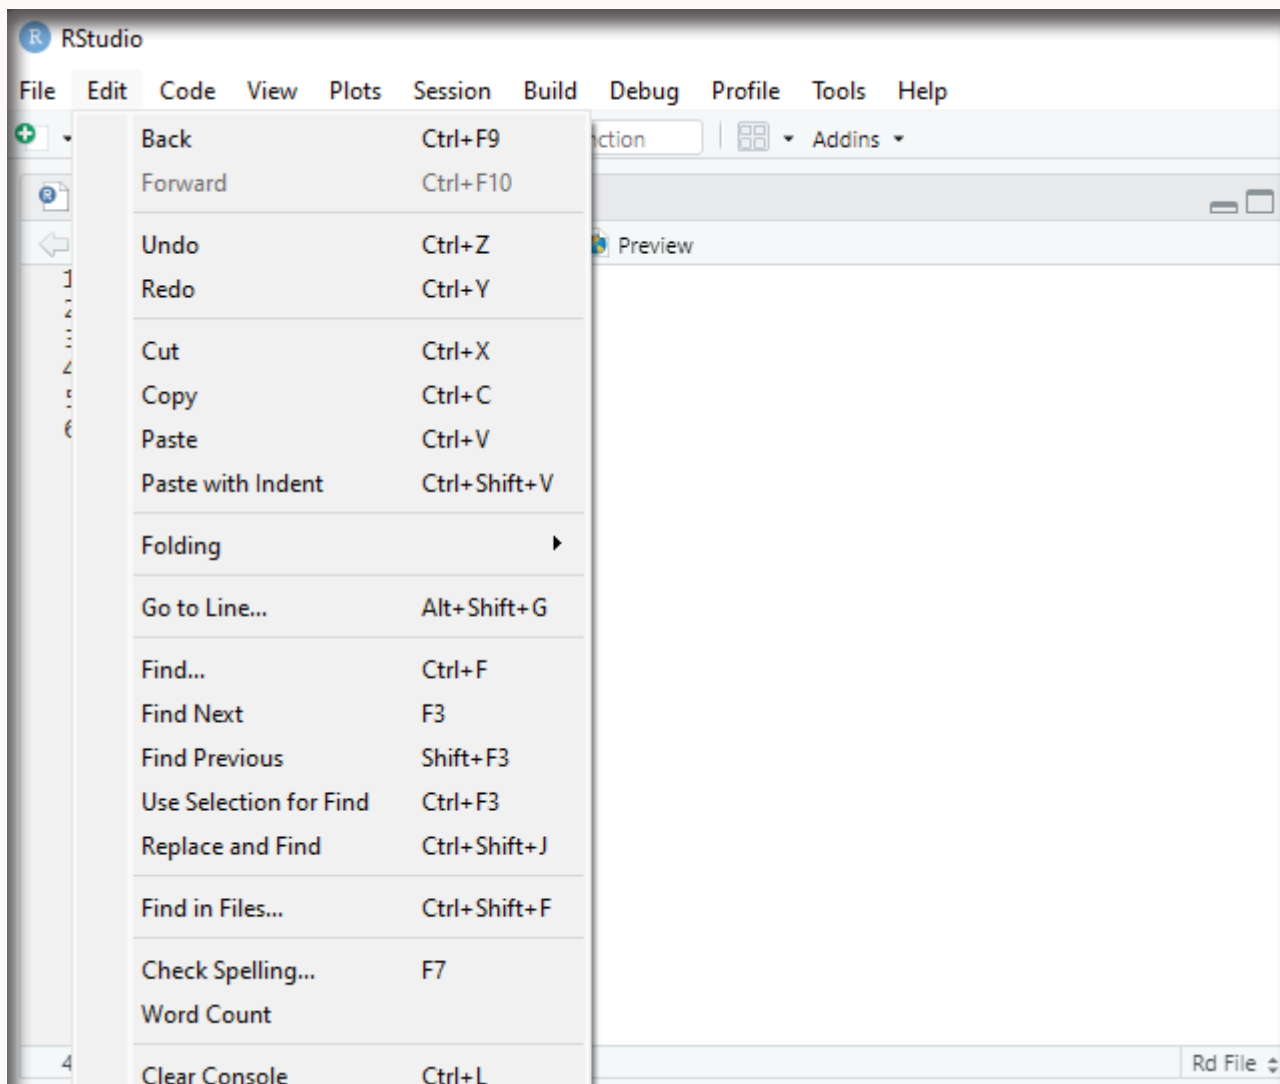 R RStudio
File Edit Code View Plots Session Build Debug Profile Tools Help
Addins
Back Ctrl+F9
Forward Ctrl+F10
R
Undo Ctrl+Z
Preview
Redo Ctrl+Y
Cut Ctrl+X
Copy Ctrl+C
Paste Ctrl+V
Paste with Indent Ctrl+Shift+V
Folding
Go to Line... Alt+Shift+G
Find... Ctrl+F
Find Next F3
Find Previous Shift+F3
Use Selection for Find Ctrl+F3
Replace and Find Ctrl+Shift+J
Find in Files... Ctrl+Shift+F
Check Spelling... F7
Word Count
Clear Console Ctrl+L
Rd File